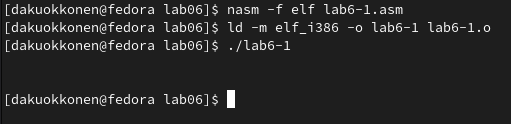 [dakuokkonen@fedora lab06]$ nasm -f elf lab6-1.asm
[dakuokkonen@fedora lab06]$ ld -m elf_i386 -o lab6-1 lab6-1.o
[dakuokkonen@fedora lab06]$ ./lab6-1
[dakuokkonen@fedora lab06]$